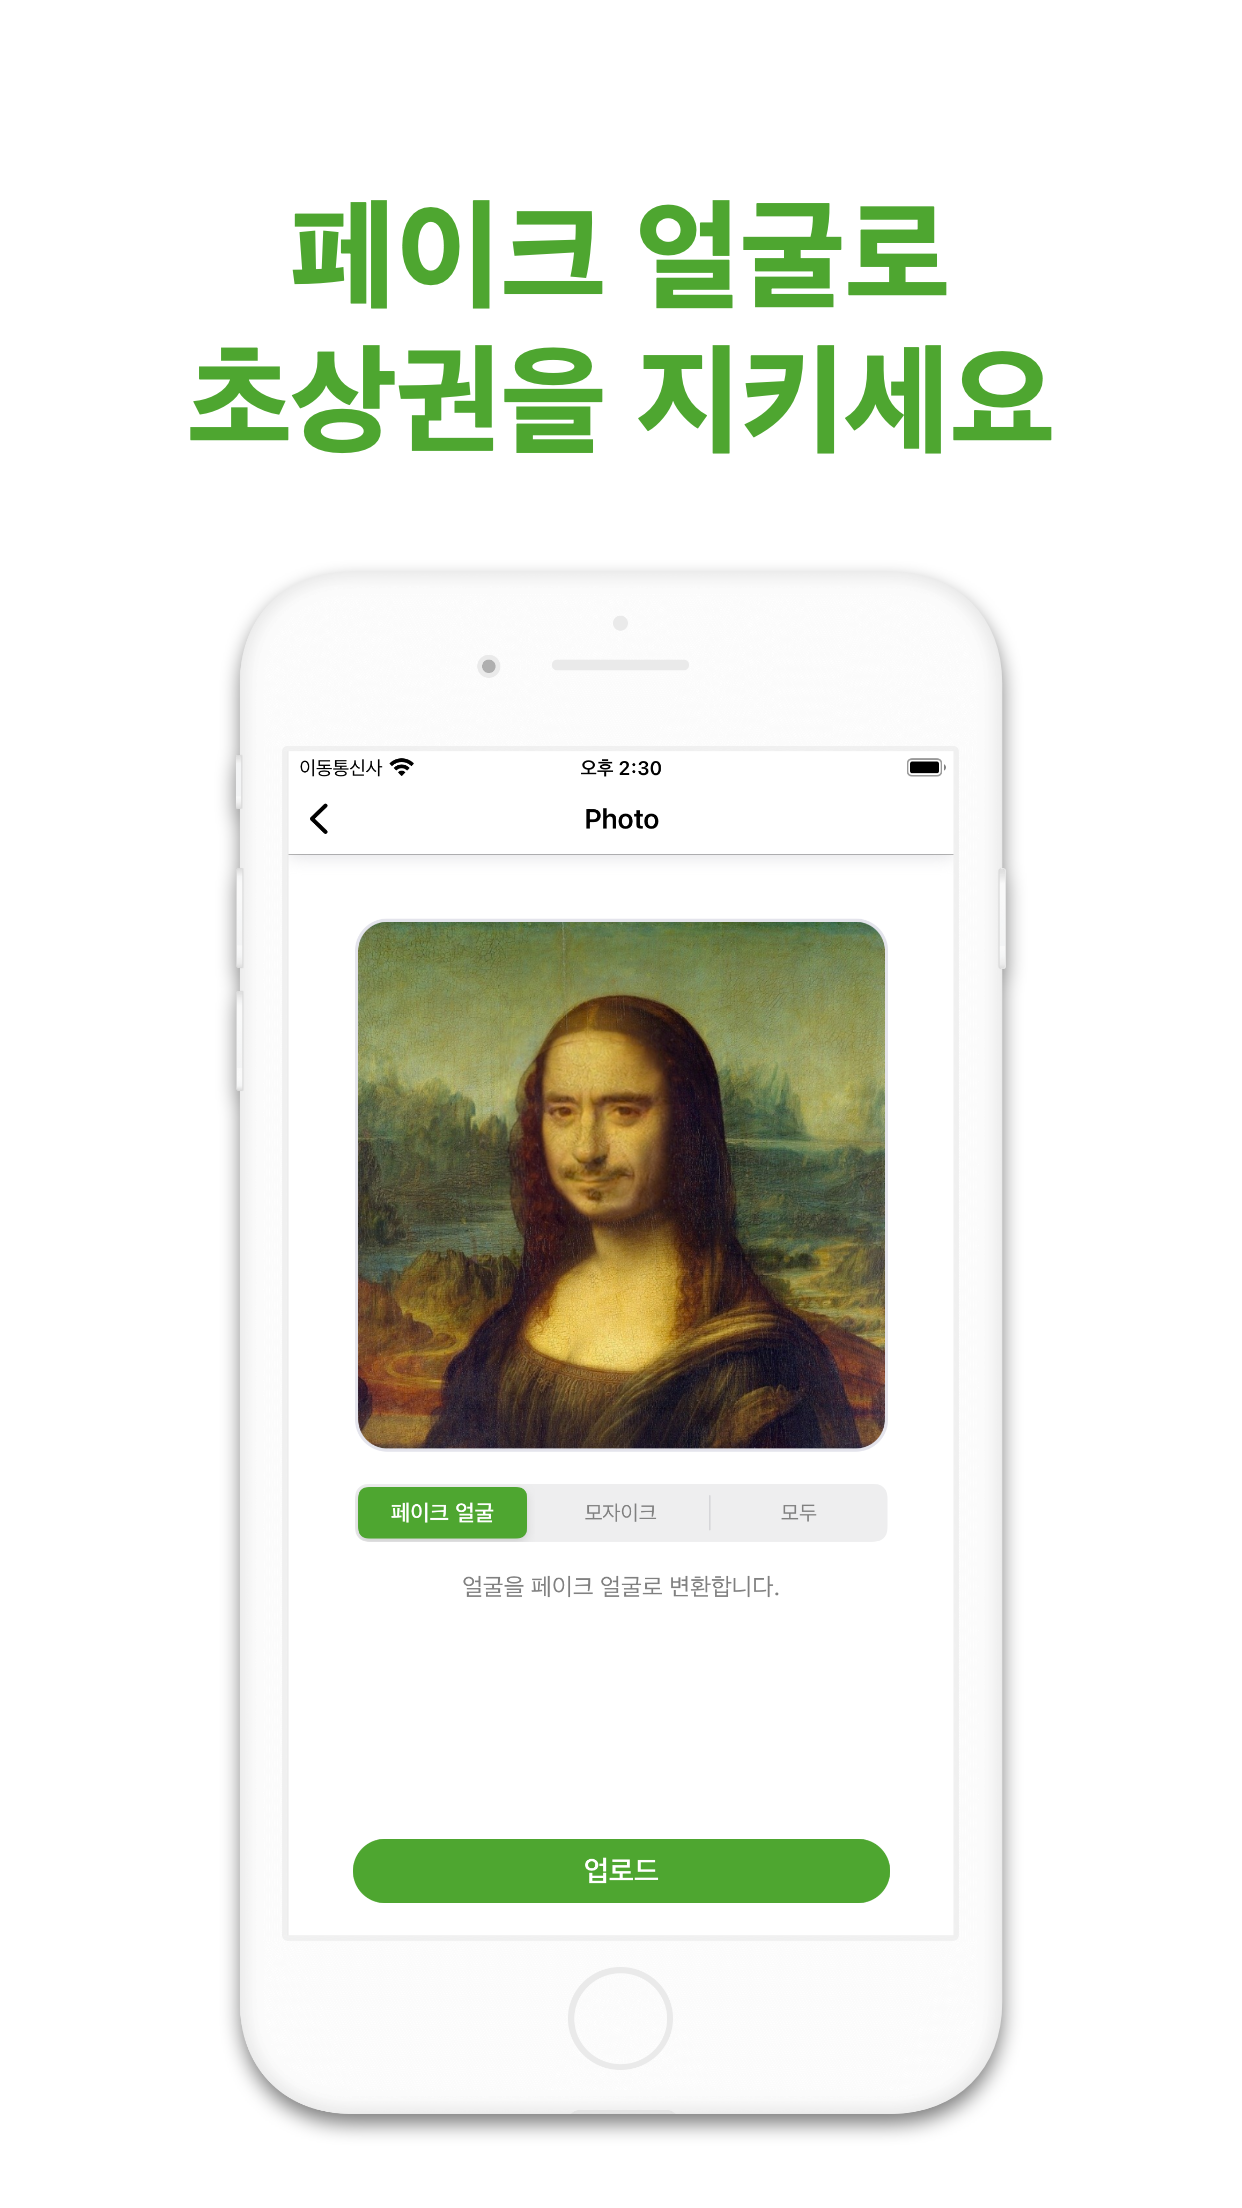 페이크 얼굴로
초상권을 지키세요
이동통신사 오후 2:30
Photo
페이크 얼굴 모자이크 모두
얼굴을 페이크 얼굴로 변환합니다.
업로드